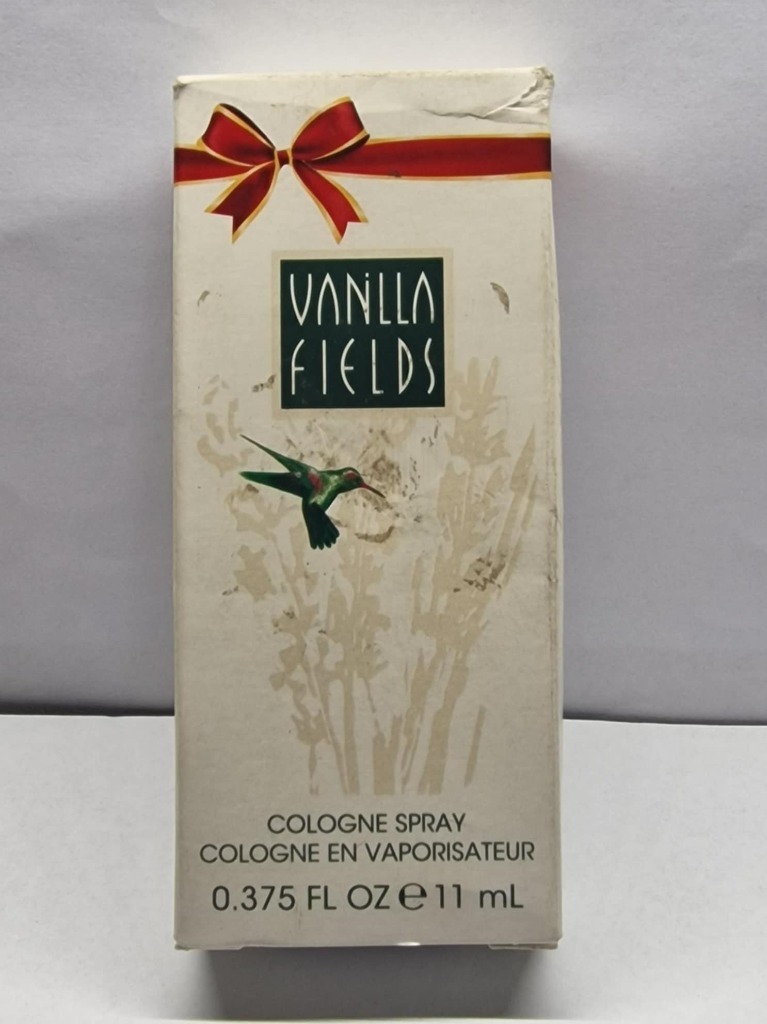 VANILLA
FIELDS
COLOGNE SPRAY
COLOGNE EN VAPORISATEUR
0.375 FL OZ ℮ 11 mL